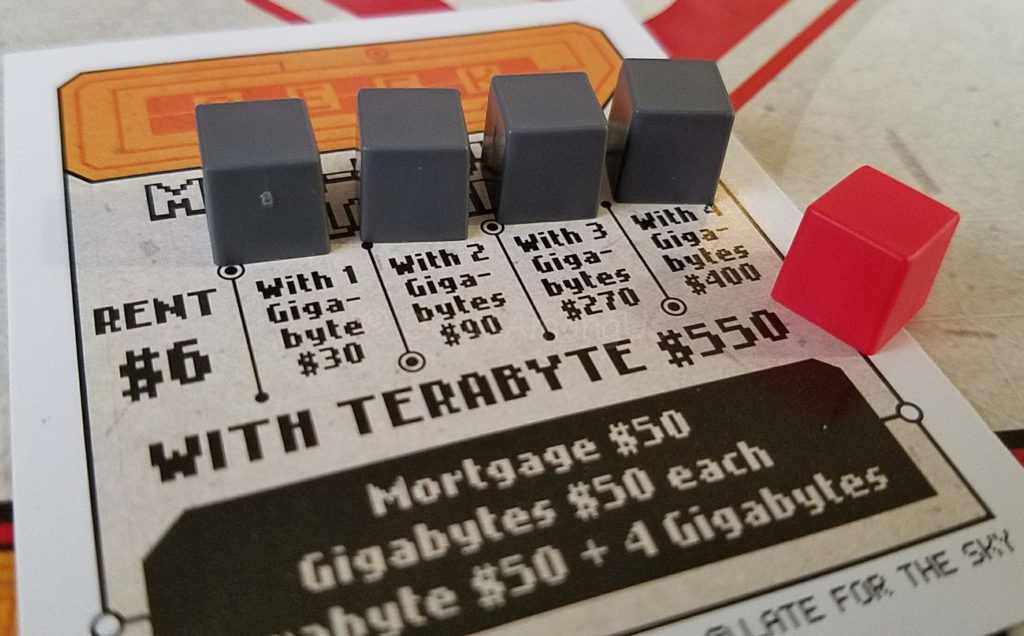 RENT
#6
With 1
Giga-
byte
#30
With 2
Giga-
bytes
#90
With 3
Giga-
bytes
#270
With 4
Giga-
bytes
#400
WITH TERABYTE #550
Mortgage #50
Gigabytes #50 each
abyte #50 + 4 Gigabytes
LATE FOR THE SKY